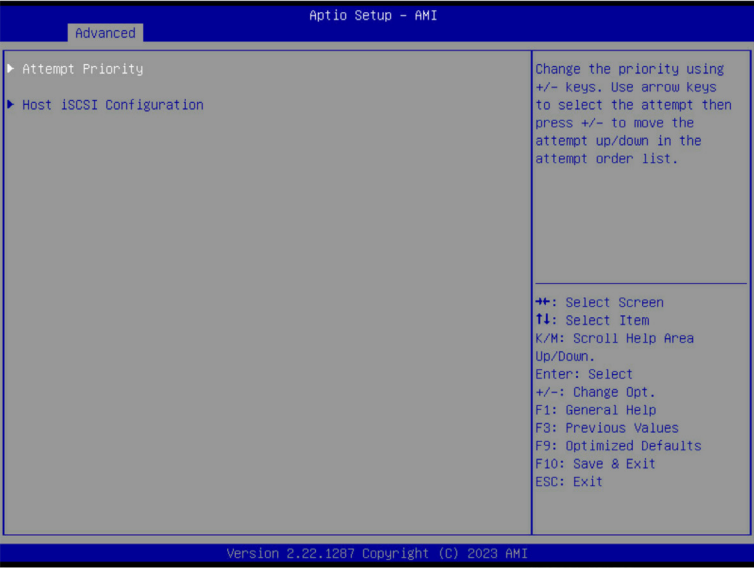 Aptio Setup – AMI
Advanced
▶ Attempt Priority
▶ Host iSCSI Configuration
Change the priority using
+/– keys. Use arrow keys
to select the attempt then
press +/– to move the
attempt up/down in the
attempt order list.
→←: Select Screen
↑↓: Select Item
K/M: Scroll Help Area
Up/Down.
Enter: Select
+/–: Change Opt.
F1: General Help
F3: Previous Values
F9: Optimized Defaults
F10: Save & Exit
ESC: Exit
Version 2.22.1287 Copyright (C) 2023 AMI